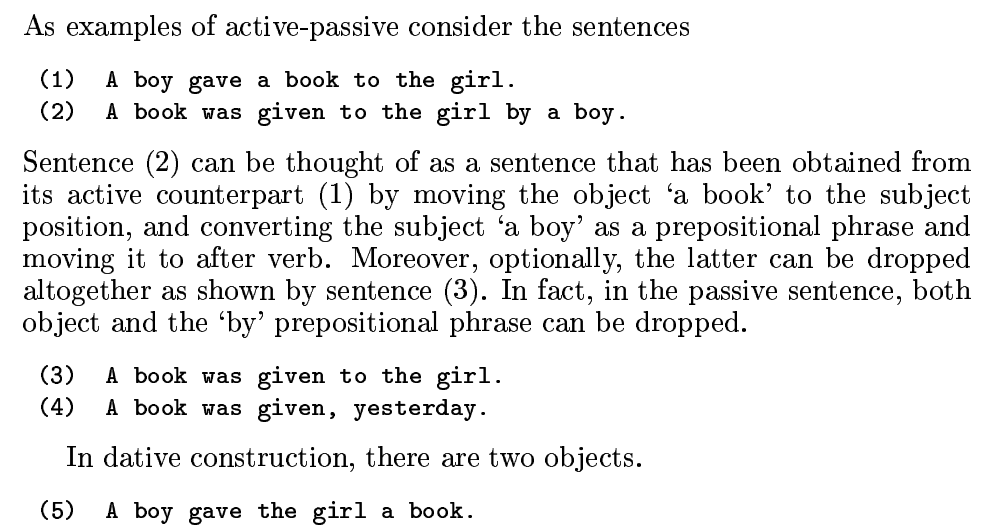 As examples of active-passive consider the sentences
(1) A boy gave a book to the girl.
(2) A book was given to the girl by a boy.
Sentence (2) can be thought of as a sentence that has been obtained from
its active counterpart (1) by moving the object ‘a book’ to the subject
position, and converting the subject ‘a boy’ as a prepositional phrase and
moving it to after verb. Moreover, optionally, the latter can be dropped
altogether as shown by sentence (3). In fact, in the passive sentence, both
object and the ‘by’ prepositional phrase can be dropped.
(3) A book was given to the girl.
(4) A book was given, yesterday.
In dative construction, there are two objects.
(5) A boy gave the girl a book.